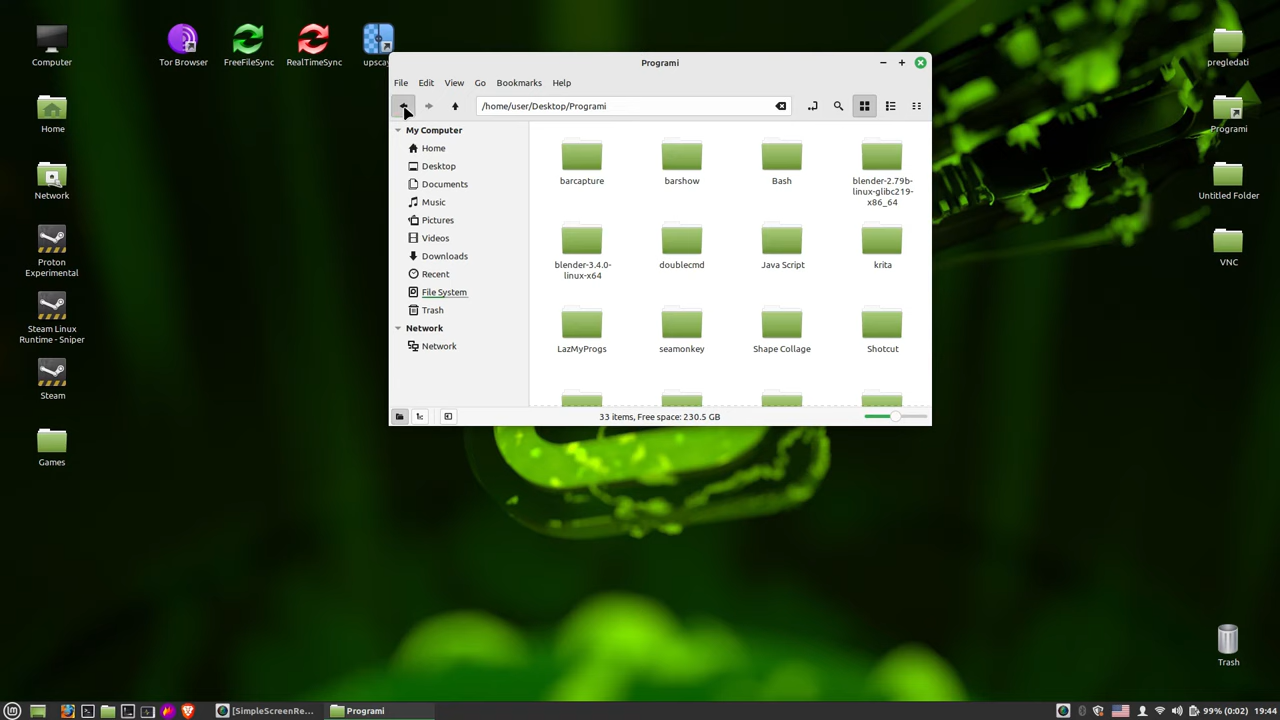 Computer
Tor Browser
FreeFileSync
RealTimeSync
pregledati
Home
Programi
Network
Untitled Folder
Proton
Experimental
VNC
Steam Linux
Runtime - Sniper
Steam
Games
Trash
Programi
File Edit View Go Bookmarks Help
/home/user/Desktop/Programi
My Computer
Home
Desktop
Documents
Music
Pictures
Videos
Downloads
Recent
File System
Trash
Network
Network
barcapture
barshow
Bash
blender-2.79b-
linux-glibc219-
x86_64
blender-3.4.0-
linux-x64
doublecmd
Java Script
krita
LazMyProgs
seamonkey
Shape Collage
Shotcut
33 items, Free space: 230.5 GB
[SimpleScreenRe...
Programi
99% (0:02)
19:44